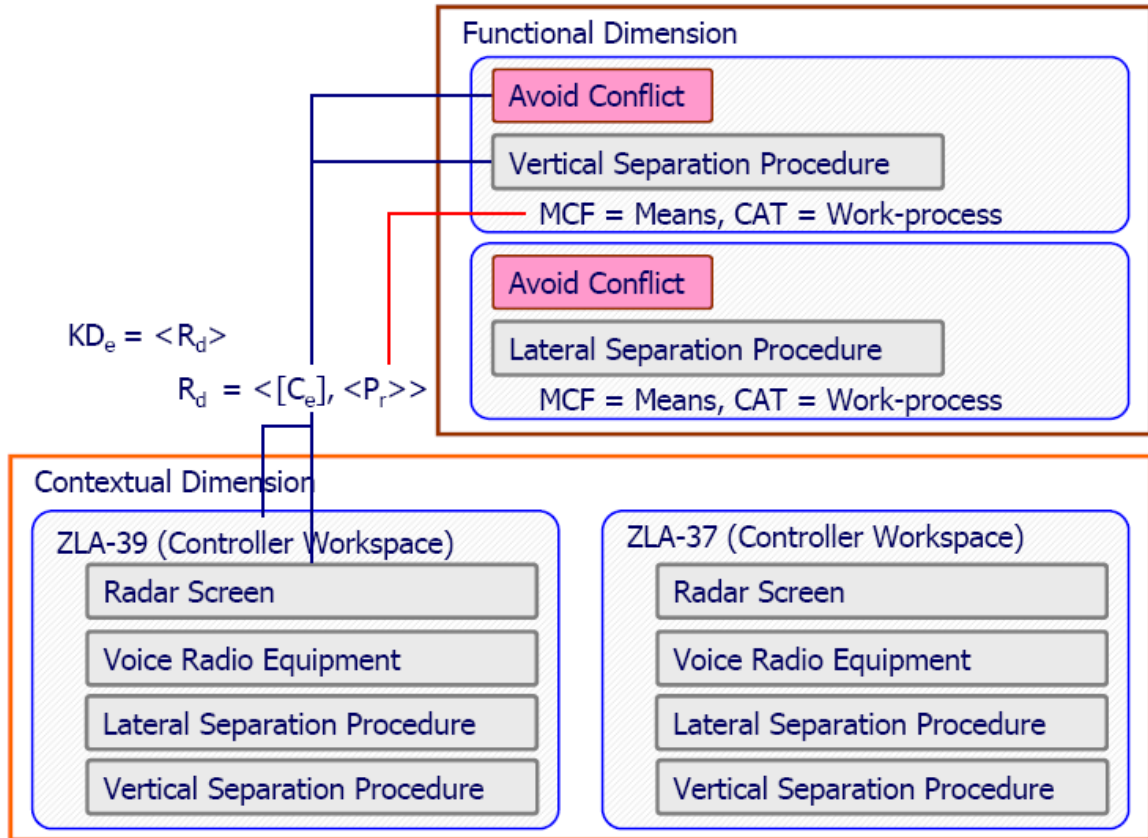 Functional Dimension
Avoid Conflict
Vertical Separation Procedure
MCF = Means, CAT = Work-process
Avoid Conflict
Lateral Separation Procedure
MCF = Means, CAT = Work-process
KDe = <Rd>
Rd = <[Ce], <Pr>>
Contextual Dimension
ZLA-39 (Controller Workspace)
Radar Screen
Voice Radio Equipment
Lateral Separation Procedure
Vertical Separation Procedure
ZLA-37 (Controller Workspace)
Radar Screen
Voice Radio Equipment
Lateral Separation Procedure
Vertical Separation Procedure